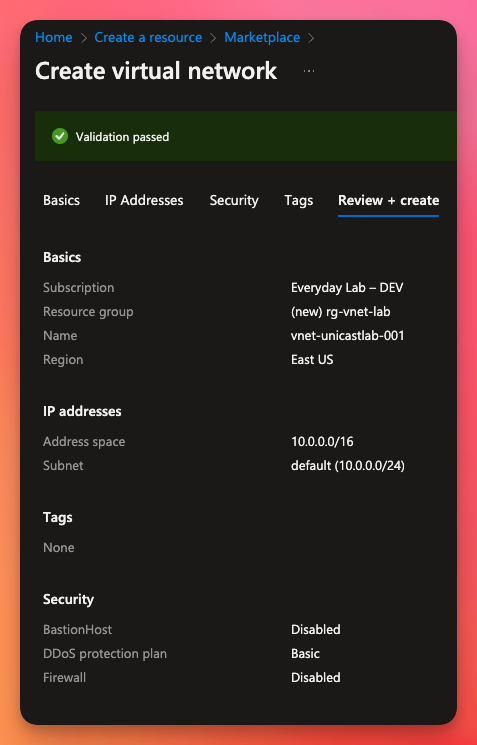 Home > Create a resource > Marketplace >
Create virtual network ...
Validation passed
Basics IP Addresses Security Tags Review + create
Basics
Subscription Everyday Lab – DEV
Resource group (new) rg-vnet-lab
Name vnet-unicastlab-001
Region East US
IP addresses
Address space 10.0.0.0/16
Subnet default (10.0.0.0/24)
Tags
None
Security
BastionHost Disabled
DDoS protection plan Basic
Firewall Disabled